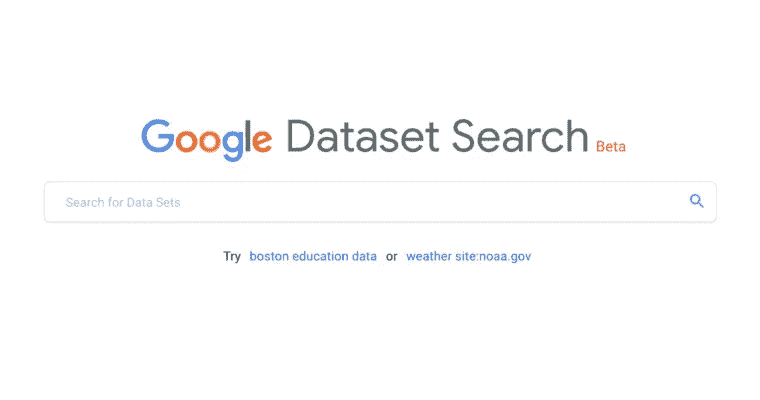 Google Dataset Search Beta
Search for Data Sets
Try boston education data or weather site:noaa.gov